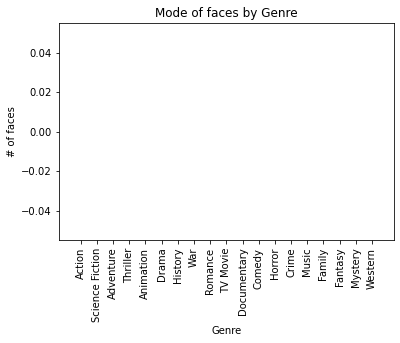 Mode of faces by Genre
# of faces
0.04
0.02
0.00
−0.02
−0.04
Action
Science Fiction
Adventure
Thriller
Animation
Drama
History
War
Romance
TV Movie
Documentary
Comedy
Horror
Crime
Music
Family
Fantasy
Mystery
Western
Genre